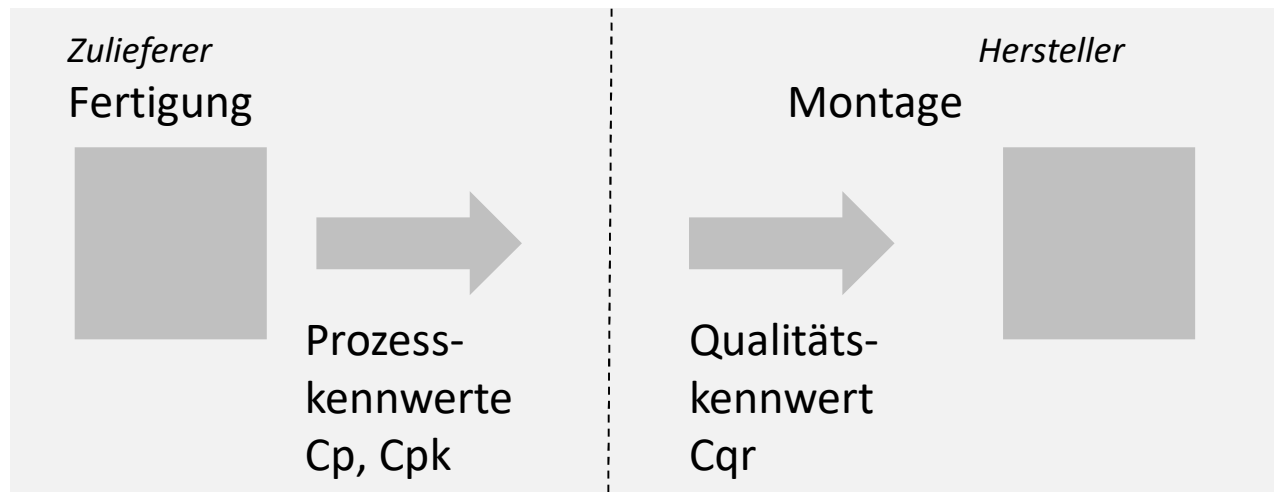 Zulieferer
Fertigung
Prozess-
kennwerte
Cp, Cpk
Hersteller
Montage
Qualitäts-
kennwert
Cqr